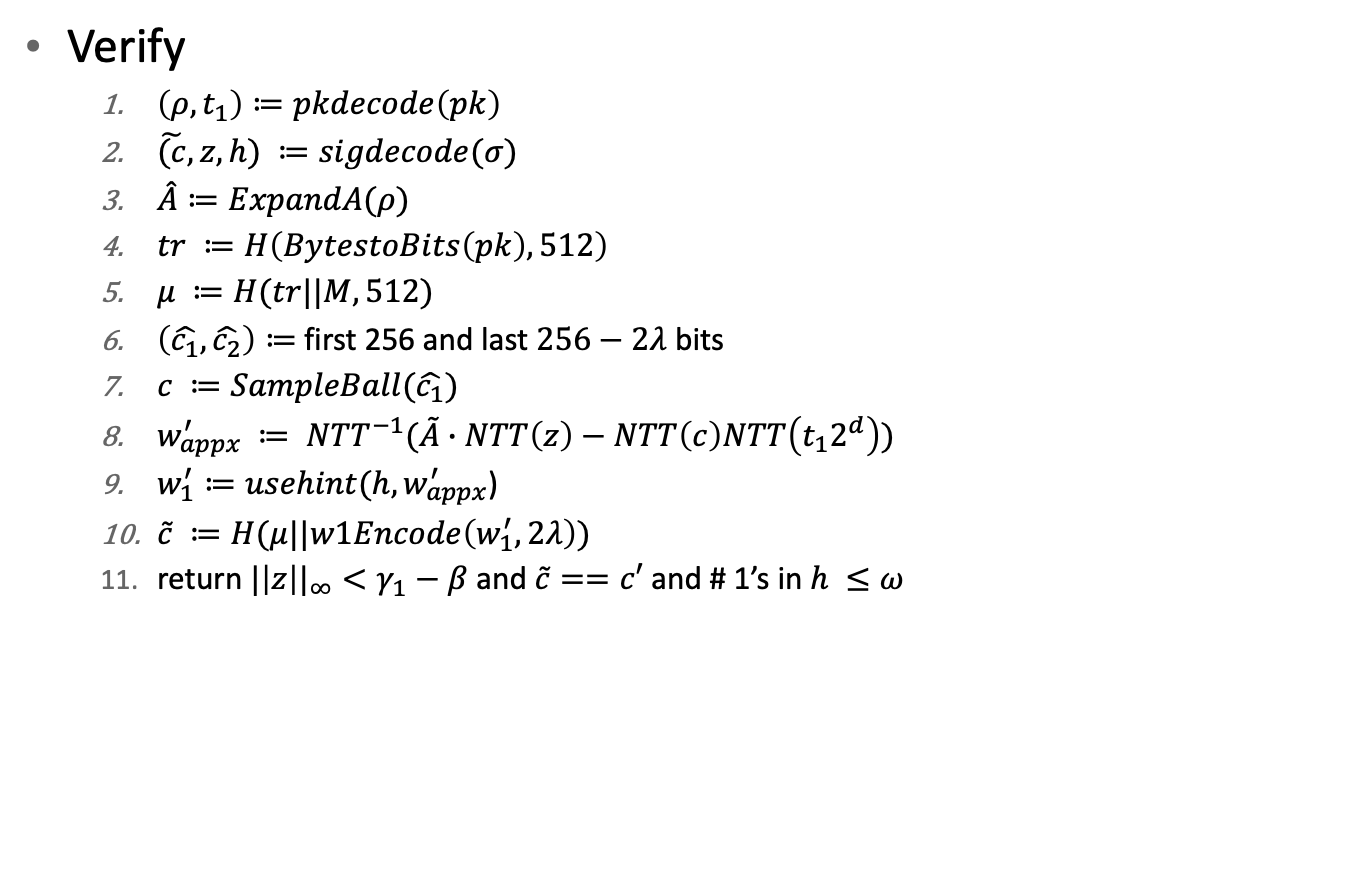 • Verify
1. (ρ, t₁) ≔ pkdecode(pk)
2. (c̃, z, h) ≔ sigdecode(σ)
3. Â ≔ ExpandA(ρ)
4. tr ≔ H(BytestoBits(pk), 512)
5. μ ≔ H(tr||M, 512)
6. (ĉ₁, ĉ₂) ≔ first 256 and last 256 − 2λ bits
7. c ≔ SampleBall(ĉ₁)
8. w′ₐₚₚₓ ≔ NTT⁻¹(Ã · NTT(z) − NTT(c)NTT(t₁2ᵈ))
9. w′₁ ≔ usehint(h, w′ₐₚₚₓ)
10. c̃ ≔ H(μ||w1Encode(w′₁, 2λ))
11. return ||z||∞ < γ₁ − β and c̃ == c′ and # 1’s in h ≤ ω